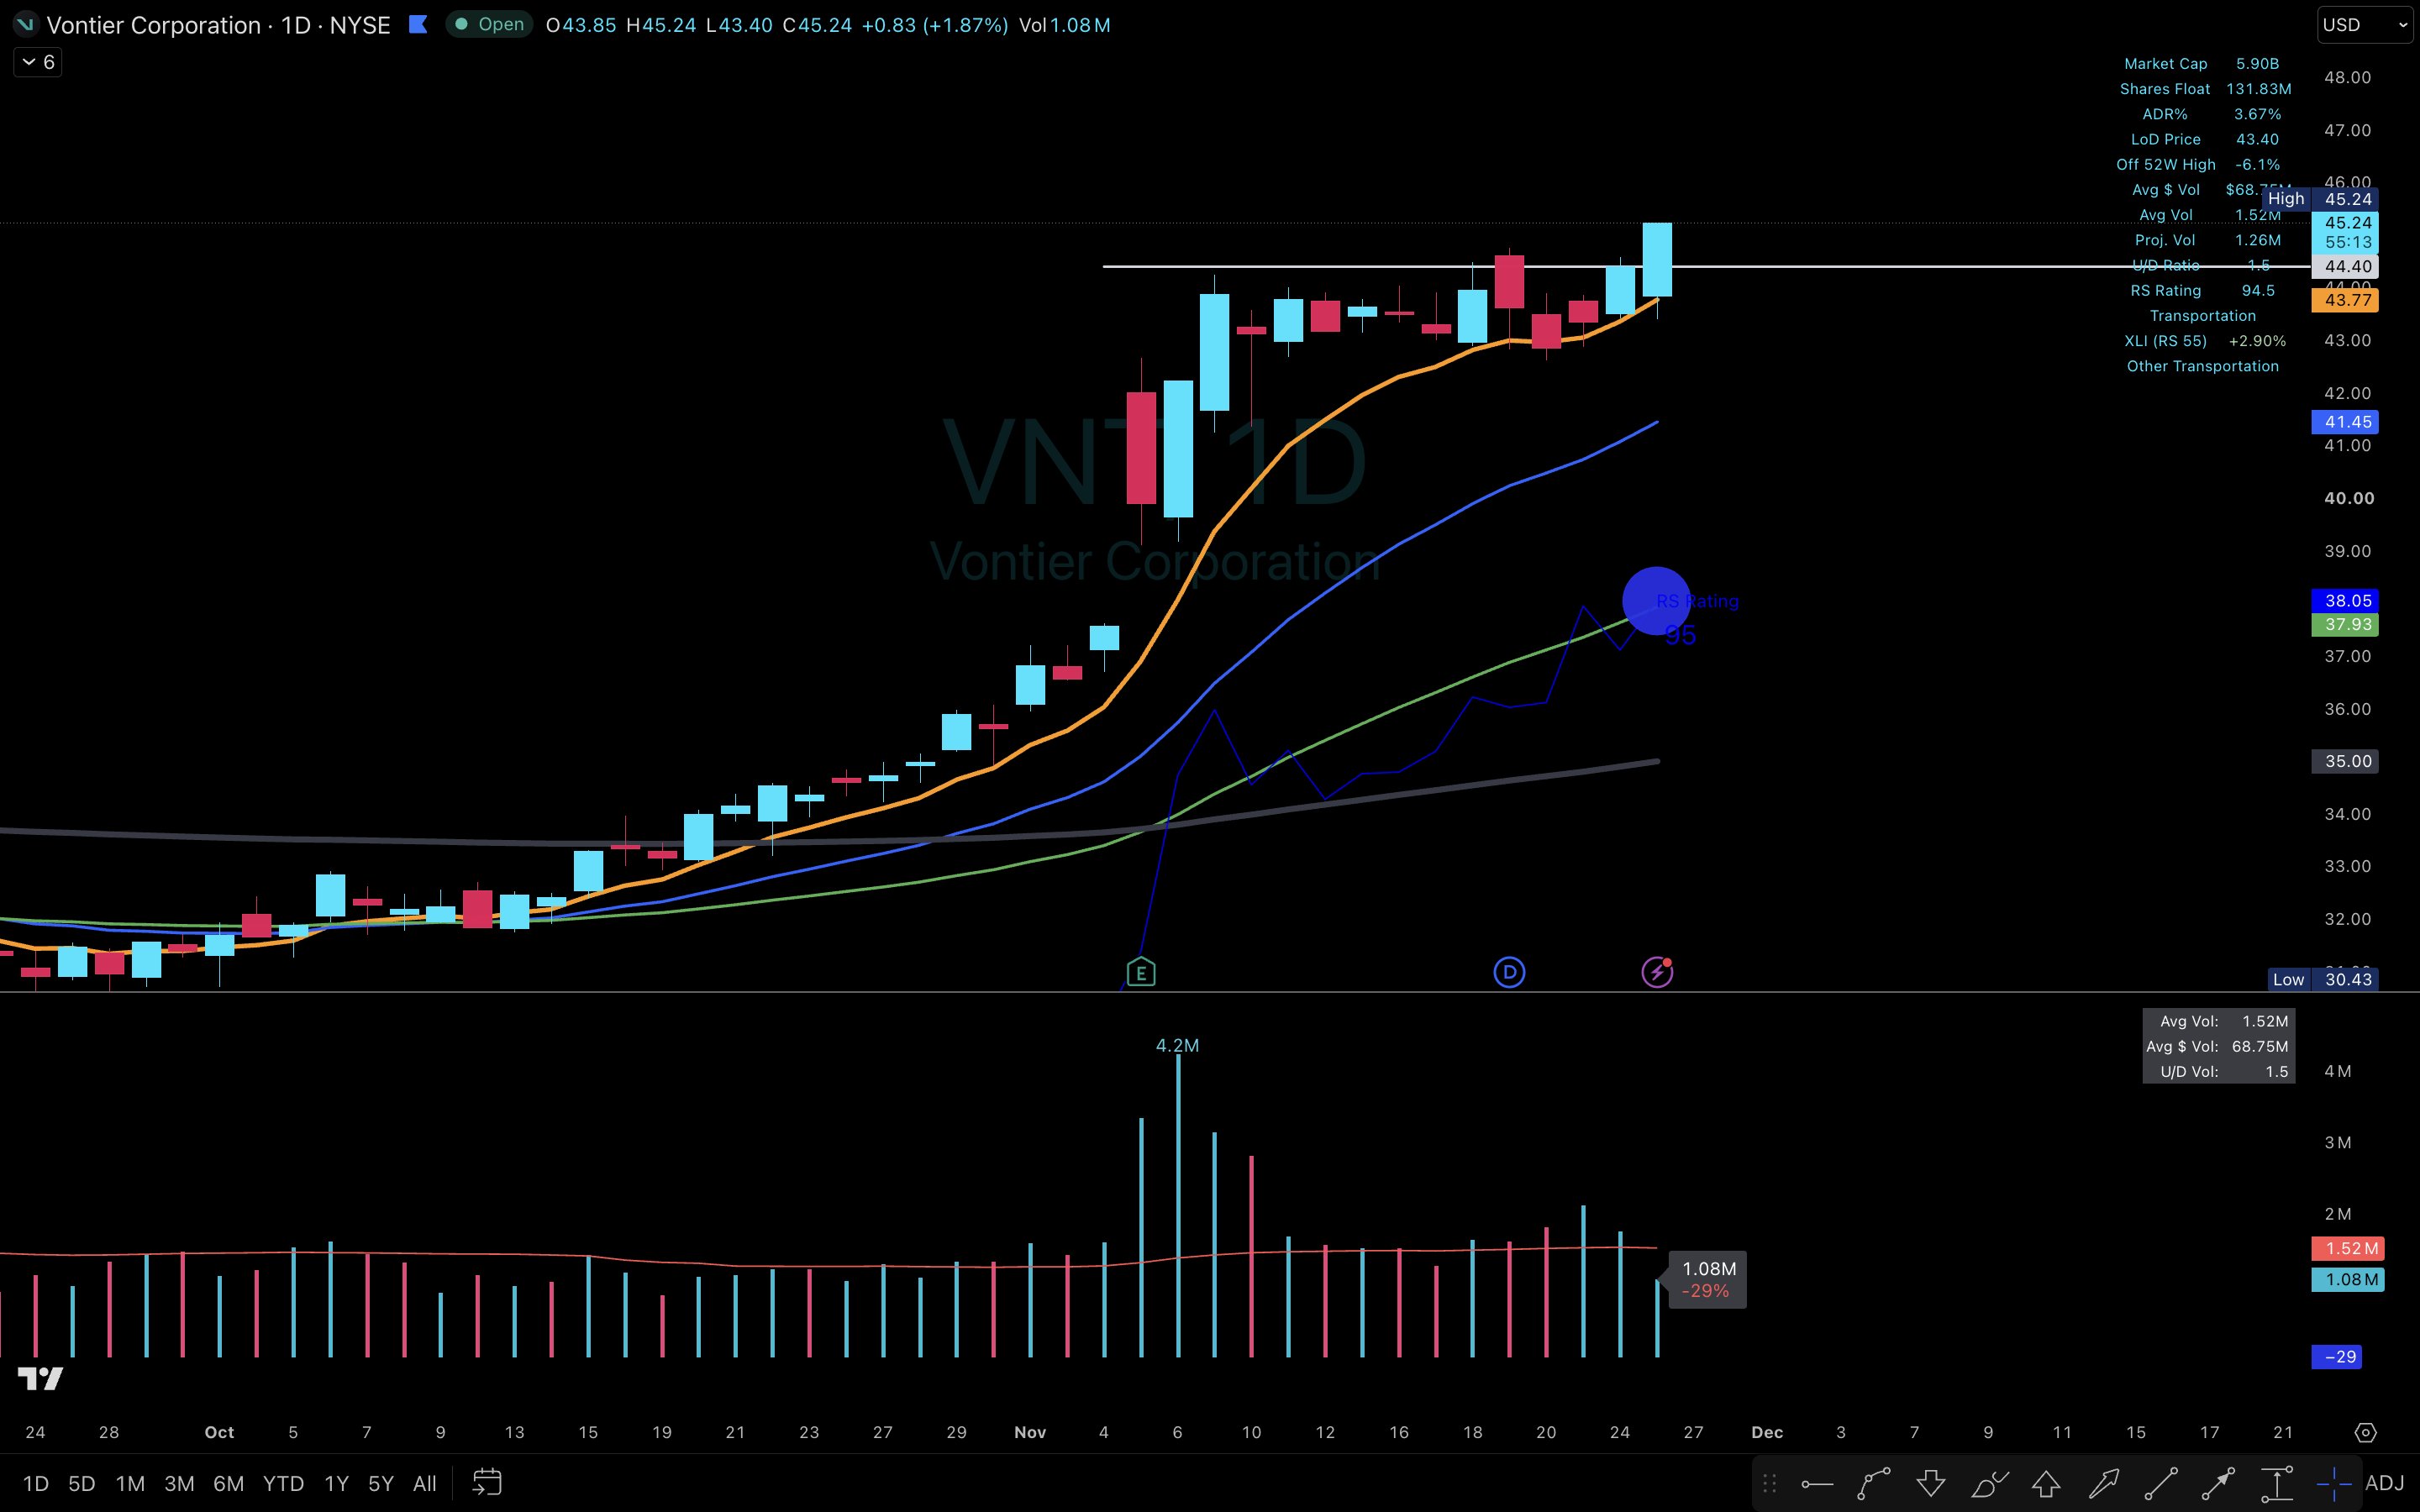 Vontier Corporation · 1D · NYSE Open O43.85 H45.24 L43.40 C45.24 +0.83 (+1.87%) Vol1.08M
USD
6
Market Cap 5.90B
Shares Float 131.83M
ADR% 3.67%
LoD Price 43.40
Off 52W High -6.1%
Avg $ Vol
Avg Vol 1.52M
Proj. Vol 1.26M
U/D Ratio 1.5
RS Rating 94.5
Transportation
XLI (RS 55) +2.90%
Other Transportation
48.00
47.00
46.00
High 45.24
45.24
55:13
44.40
44.00
43.77
43.00
42.00
41.45
41.00
40.00
39.00
38.05
37.93
37.00
36.00
35.00
34.00
33.00
32.00
Low 30.43
VNT, 1D
Vontier Corporation
RS Rating
95
E
D
Avg Vol: 1.52M
Avg $ Vol: 68.75M
U/D Vol: 1.5
4.2M
4M
3M
2M
1.52M
1.08M
-29%
1.08M
−29
24 28 Oct 5 7 9 13 15 19 21 23 27 29 Nov 4 6 10 12 16 18 20 24 27 Dec 3 7 9 11 15 17 21
1D 5D 1M 3M 6M YTD 1Y 5Y All
ADJ